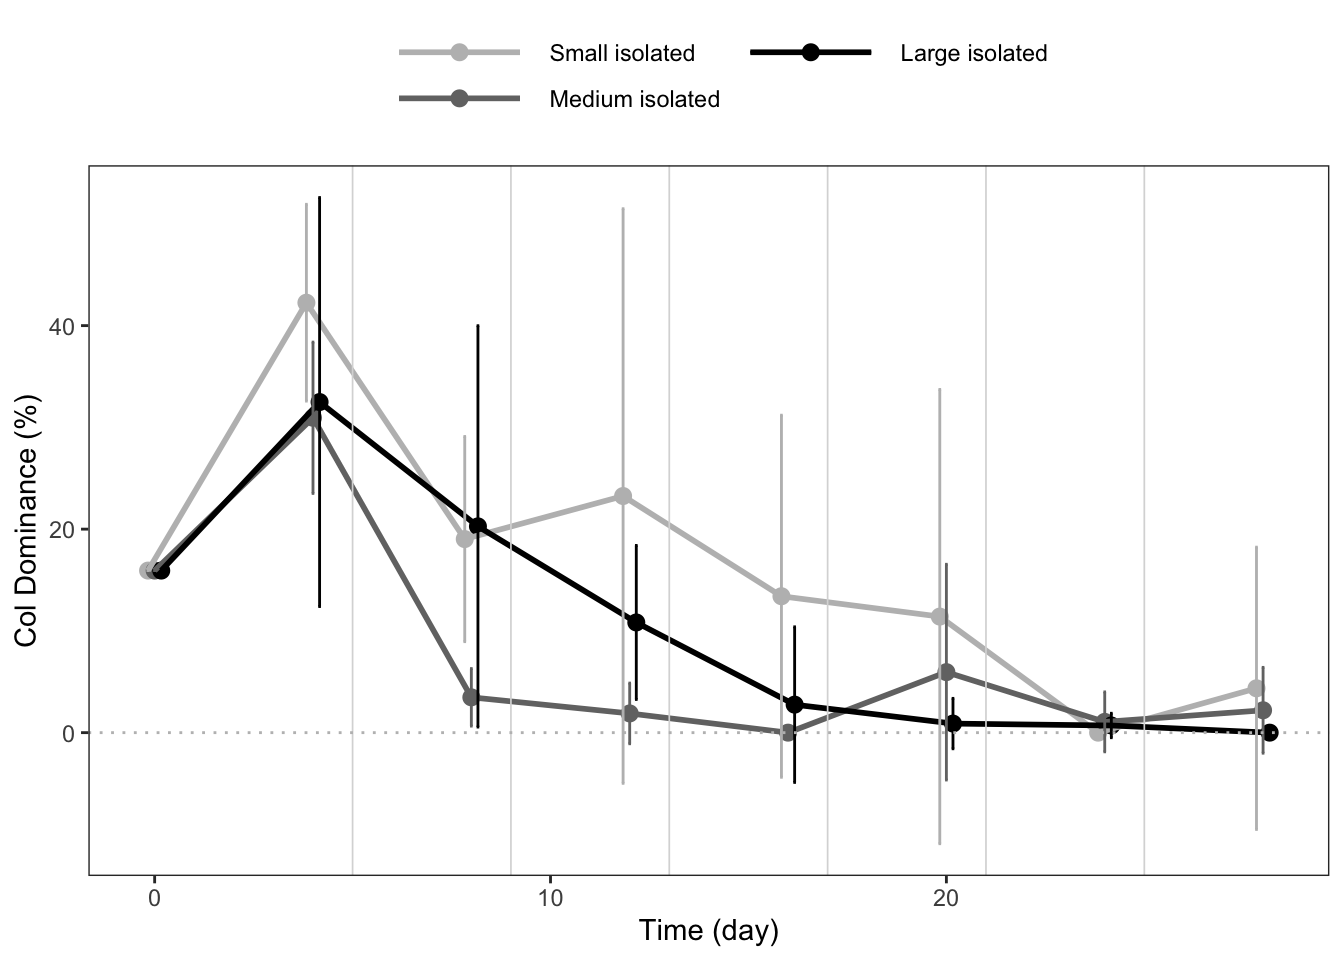 Small isolated
Large isolated
Medium isolated
Col Dominance (%)
40
20
0
0
10
20
Time (day)